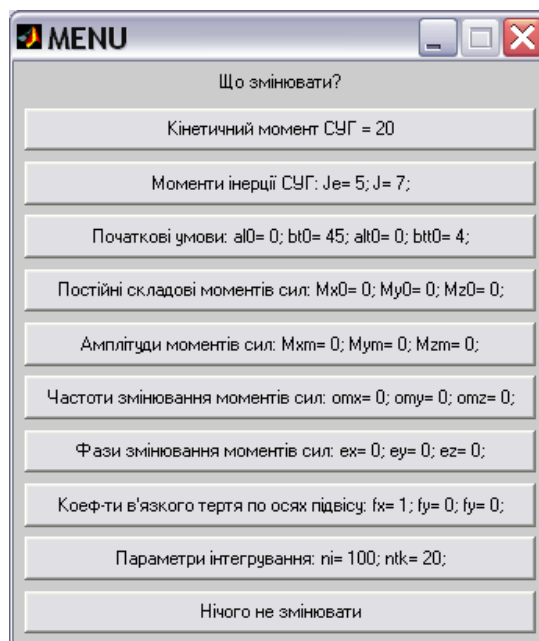 MENU
Що змінювати?
Кінетичний момент СУГ = 20
Моменти інерції СУГ: Je= 5; J= 7;
Початкові умови: al0= 0; bt0= 45; alt0= 0; btt0= 4;
Постійні складові моментів сил: Mx0= 0; My0= 0; Mz0= 0;
Амплітуди моментів сил: Mxm= 0; Mym= 0; Mzm= 0;
Частоти змінювання моментів сил: omx= 0; omy= 0; omz= 0;
Фази змінювання моментів сил: ex= 0; ey= 0; ez= 0;
Коеф-ти в'язкого тертя по осях підвісу: fx= 1; fy= 0; fy= 0;
Параметри інтегрування: ni= 100; ntk= 20;
Нічого не змінювати